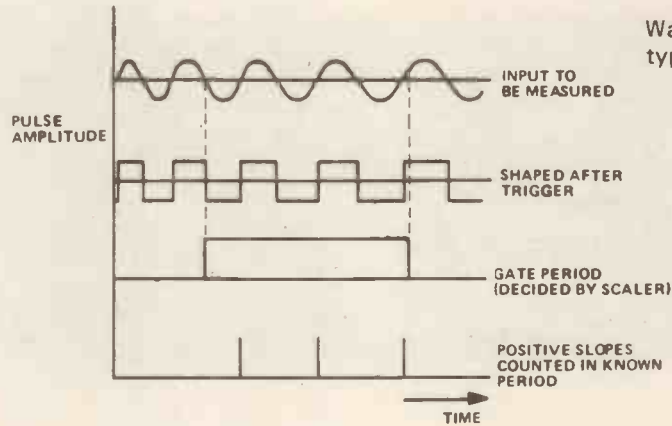 Wa
typ
INPUT TO
BE MEASURED
PULSE
AMPLITUDE
SHAPED AFTER
TRIGGER
GATE PERIOD
(DECIDED BY SCALER)
POSITIVE SLOPES
COUNTED IN KNOWN
PERIOD
TIME